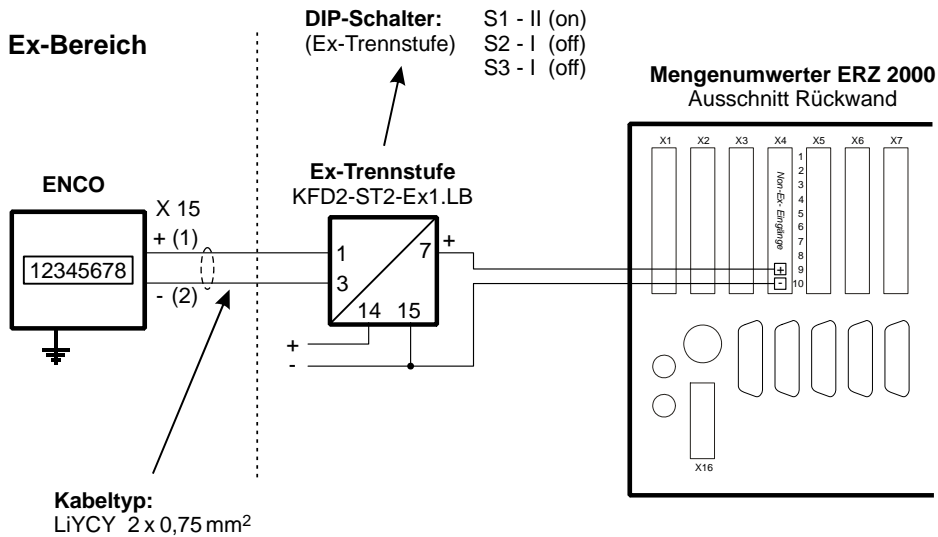 Ex-Bereich
DIP-Schalter: S1 - II (on)
(Ex-Trennstufe) S2 - I (off)
S3 - I (off)
Mengenumwerter ERZ 2000
Ausschnitt Rückwand
X1 X2 X3 X4 X5 X6 X7
1
2
3
4
5
6
7
8
9
10
Non-Ex- Eingänge
+
-
X16
Ex-Trennstufe
KFD2-ST2-Ex1.LB
1 7 +
3
14 15
+
-
ENCO
X 15
+ (1)
12345678
- (2)
Kabeltyp:
LiYCY 2 x 0,75 mm²